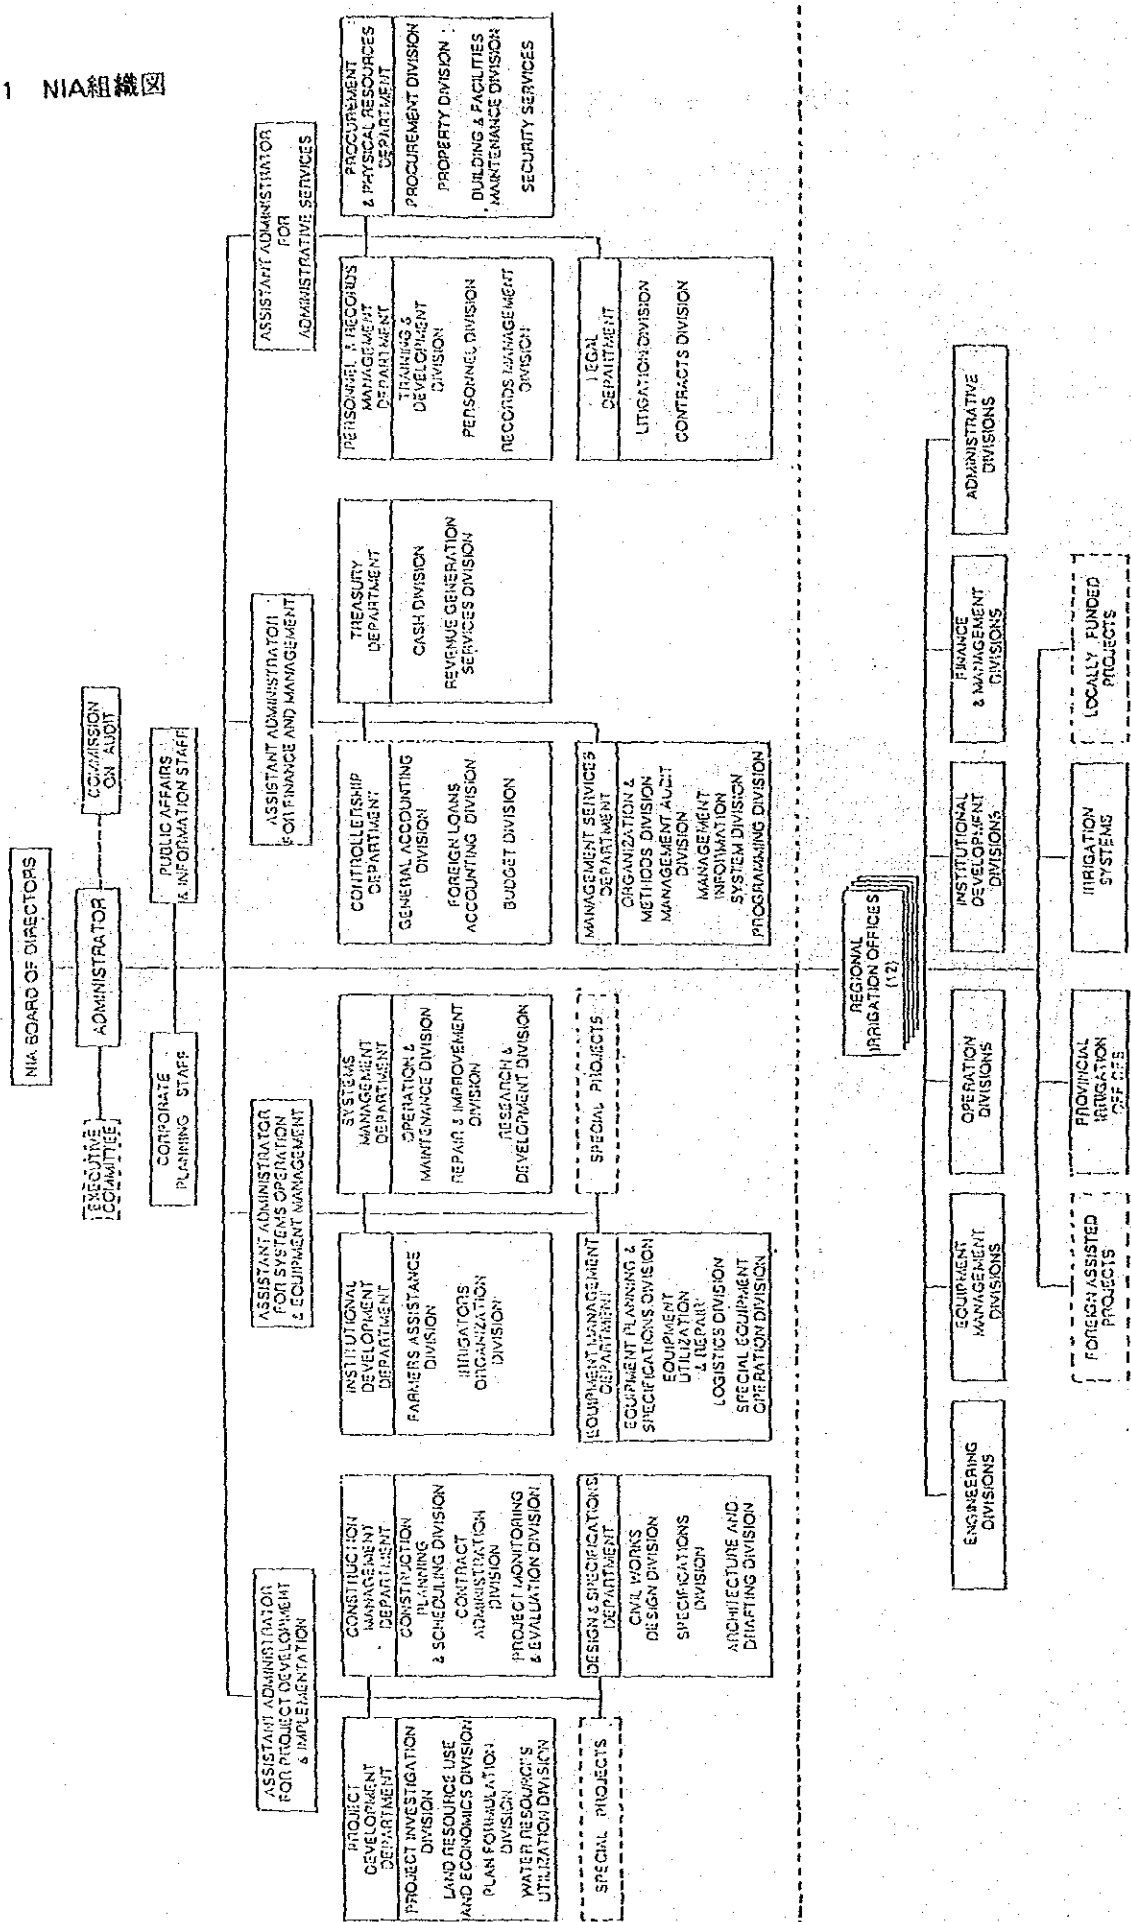 1 NIA組織図
NIA BOARD OF DIRECTORS
EXECUTIVE
COMMITTEE
ADMINISTRATOR
COMMISSION
ON AUDIT
CORPORATE
PLANNING STAFF
PUBLIC AFFAIRS
& INFORMATION STAFF
ASSISTANT ADMINISTRATOR
FOR PROJECT DEVELOPMENT
& IMPLEMENTATION
ASSISTANT ADMINISTRATOR
FOR SYSTEMS OPERATION
& EQUIPMENT MANAGEMENT
ASSISTANT ADMINISTRATOR
FOR FINANCE AND MANAGEMENT
ASSISTANT ADMINISTRATOR
FOR
ADMINISTRATIVE SERVICES
PROJECT
DEVELOPMENT
DEPARTMENT
PROJECT INVESTIGATION
DIVISION
LAND RESOURCE USE
AND ECONOMICS DIVISION
PLAN FORMULATION
DIVISION
WATER RESOURCES
UTILIZATION DIVISION
CONSTRUCTION
MANAGEMENT
DEPARTMENT
CONSTRUCTION
PLANNING
& SCHEDULING DIVISION
CONTRACT
ADMINISTRATION
DIVISION
PROJECT MONITORING
& EVALUATION DIVISION
INSTITUTIONAL
DEVELOPMENT
DEPARTMENT
FARMERS ASSISTANCE
DIVISION
IRRIGATORS
ORGANIZATION
DIVISION
SYSTEMS
MANAGEMENT
DEPARTMENT
OPERATION &
MAINTENANCE DIVISION
REPAIR & IMPROVEMENT
DIVISION
RESEARCH &
DEVELOPMENT DIVISION
CONTROLLERSHIP
DEPARTMENT
GENERAL ACCOUNTING
DIVISION
FOREIGN LOANS
ACCOUNTING DIVISION
BUDGET DIVISION
TREASURY
DEPARTMENT
CASH DIVISION
REVENUE GENERATION
SERVICES DIVISION
PERSONNEL & RECORDS
MANAGEMENT
DEPARTMENT
TRAINING &
DEVELOPMENT
DIVISION
PERSONNEL DIVISION
RECORDS MANAGEMENT
DIVISION
PROCUREMENT
& PHYSICAL RESOURCES
DEPARTMENT
PROCUREMENT DIVISION
PROPERTY DIVISION
BUILDING & FACILITIES
MAINTENANCE DIVISION
SECURITY SERVICES
SPECIAL PROJECTS
DESIGN & SPECIFICATIONS
DEPARTMENT
CIVIL WORKS
DESIGN DIVISION
SPECIFICATIONS
DIVISION
ARCHITECTURE AND
DRAFTING DIVISION
EQUIPMENT MANAGEMENT
DEPARTMENT
EQUIPMENT PLANNING &
SPECIFICATIONS DIVISION
EQUIPMENT
UTILIZATION
& REPAIR
LOGISTICS DIVISION
SPECIAL EQUIPMENT
OPERATION DIVISION
SPECIAL PROJECTS
MANAGEMENT SERVICES
DEPARTMENT
ORGANIZATION &
METHODS DIVISION
MANAGEMENT AUDIT
DIVISION
MANAGEMENT
INFORMATION
SYSTEM DIVISION
PROGRAMMING DIVISION
LEGAL
DEPARTMENT
LITIGATION DIVISION
CONTRACTS DIVISION
REGIONAL
IRRIGATION OFFICES
(12)
ENGINEERING
DIVISIONS
EQUIPMENT
MANAGEMENT
DIVISIONS
OPERATION
DIVISIONS
INSTITUTIONAL
DEVELOPMENT
DIVISIONS
FINANCE
& MANAGEMENT
DIVISIONS
ADMINISTRATIVE
DIVISIONS
FOREIGN ASSISTED
PROJECTS
PROVINCIAL
IRRIGATION
OFFICES
IRRIGATION
SYSTEMS
LOCALLY FUNDED
PROJECTS